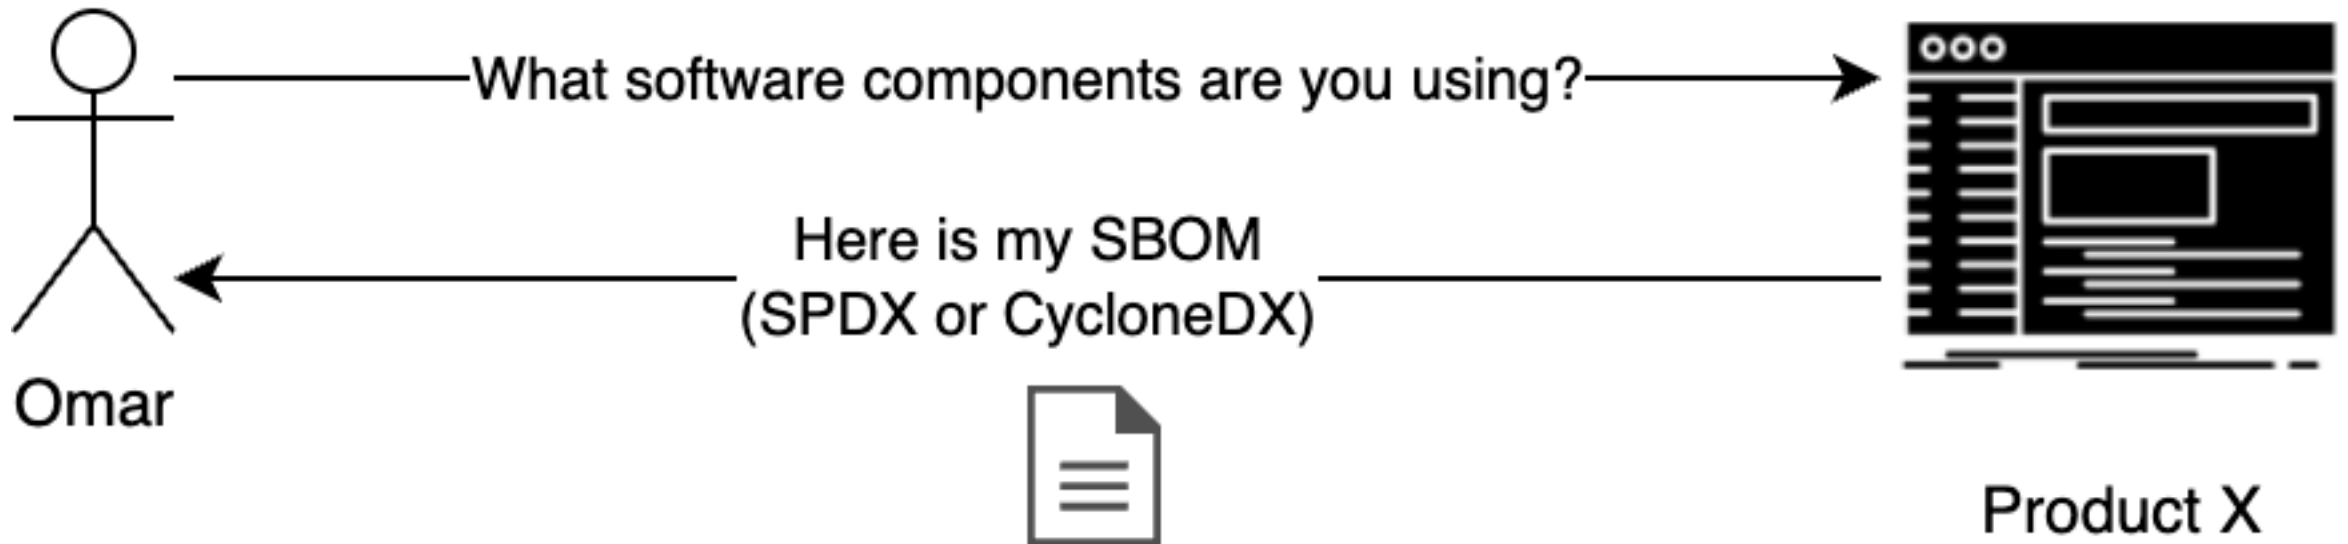 What software components are you using?
Here is my SBOM
(SPDX or CycloneDX)
Omar
Product X